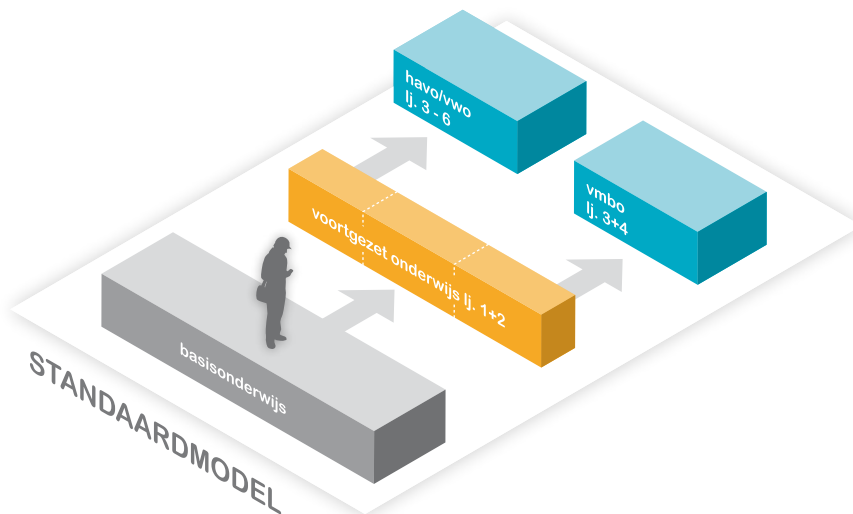 havo/vwo
lj. 3 - 6
vmbo
lj. 3+4
voortgezet onderwijs lj. 1+2
basisonderwijs
STANDAARDMODEL